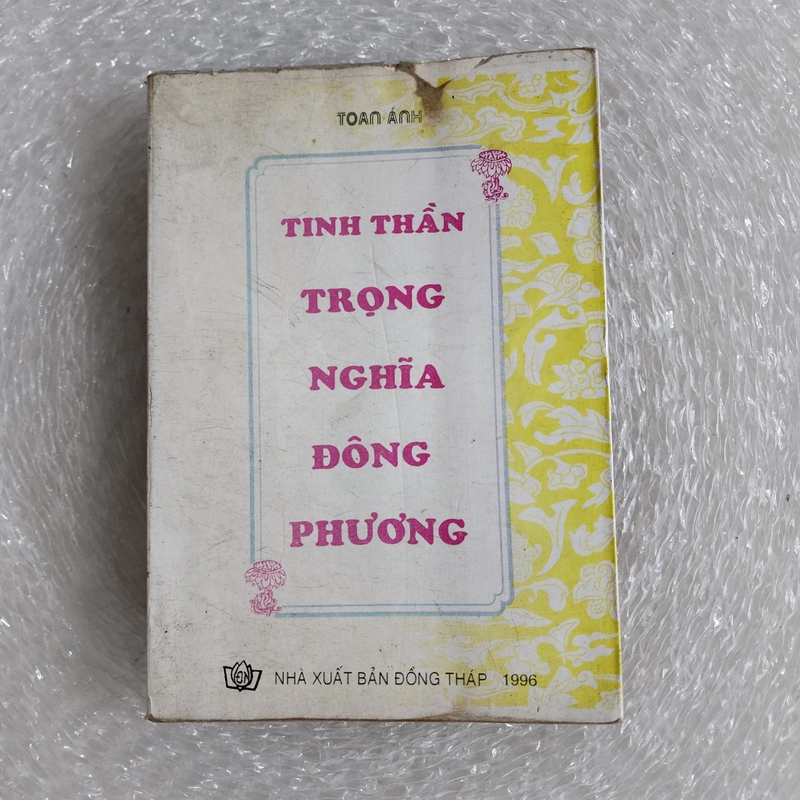 TOAN ÁNH
TINH THẦN
TRỌNG
NGHĨA
ĐÔNG
PHƯƠNG
NHÀ XUẤT BẢN ĐỒNG THÁP 1996